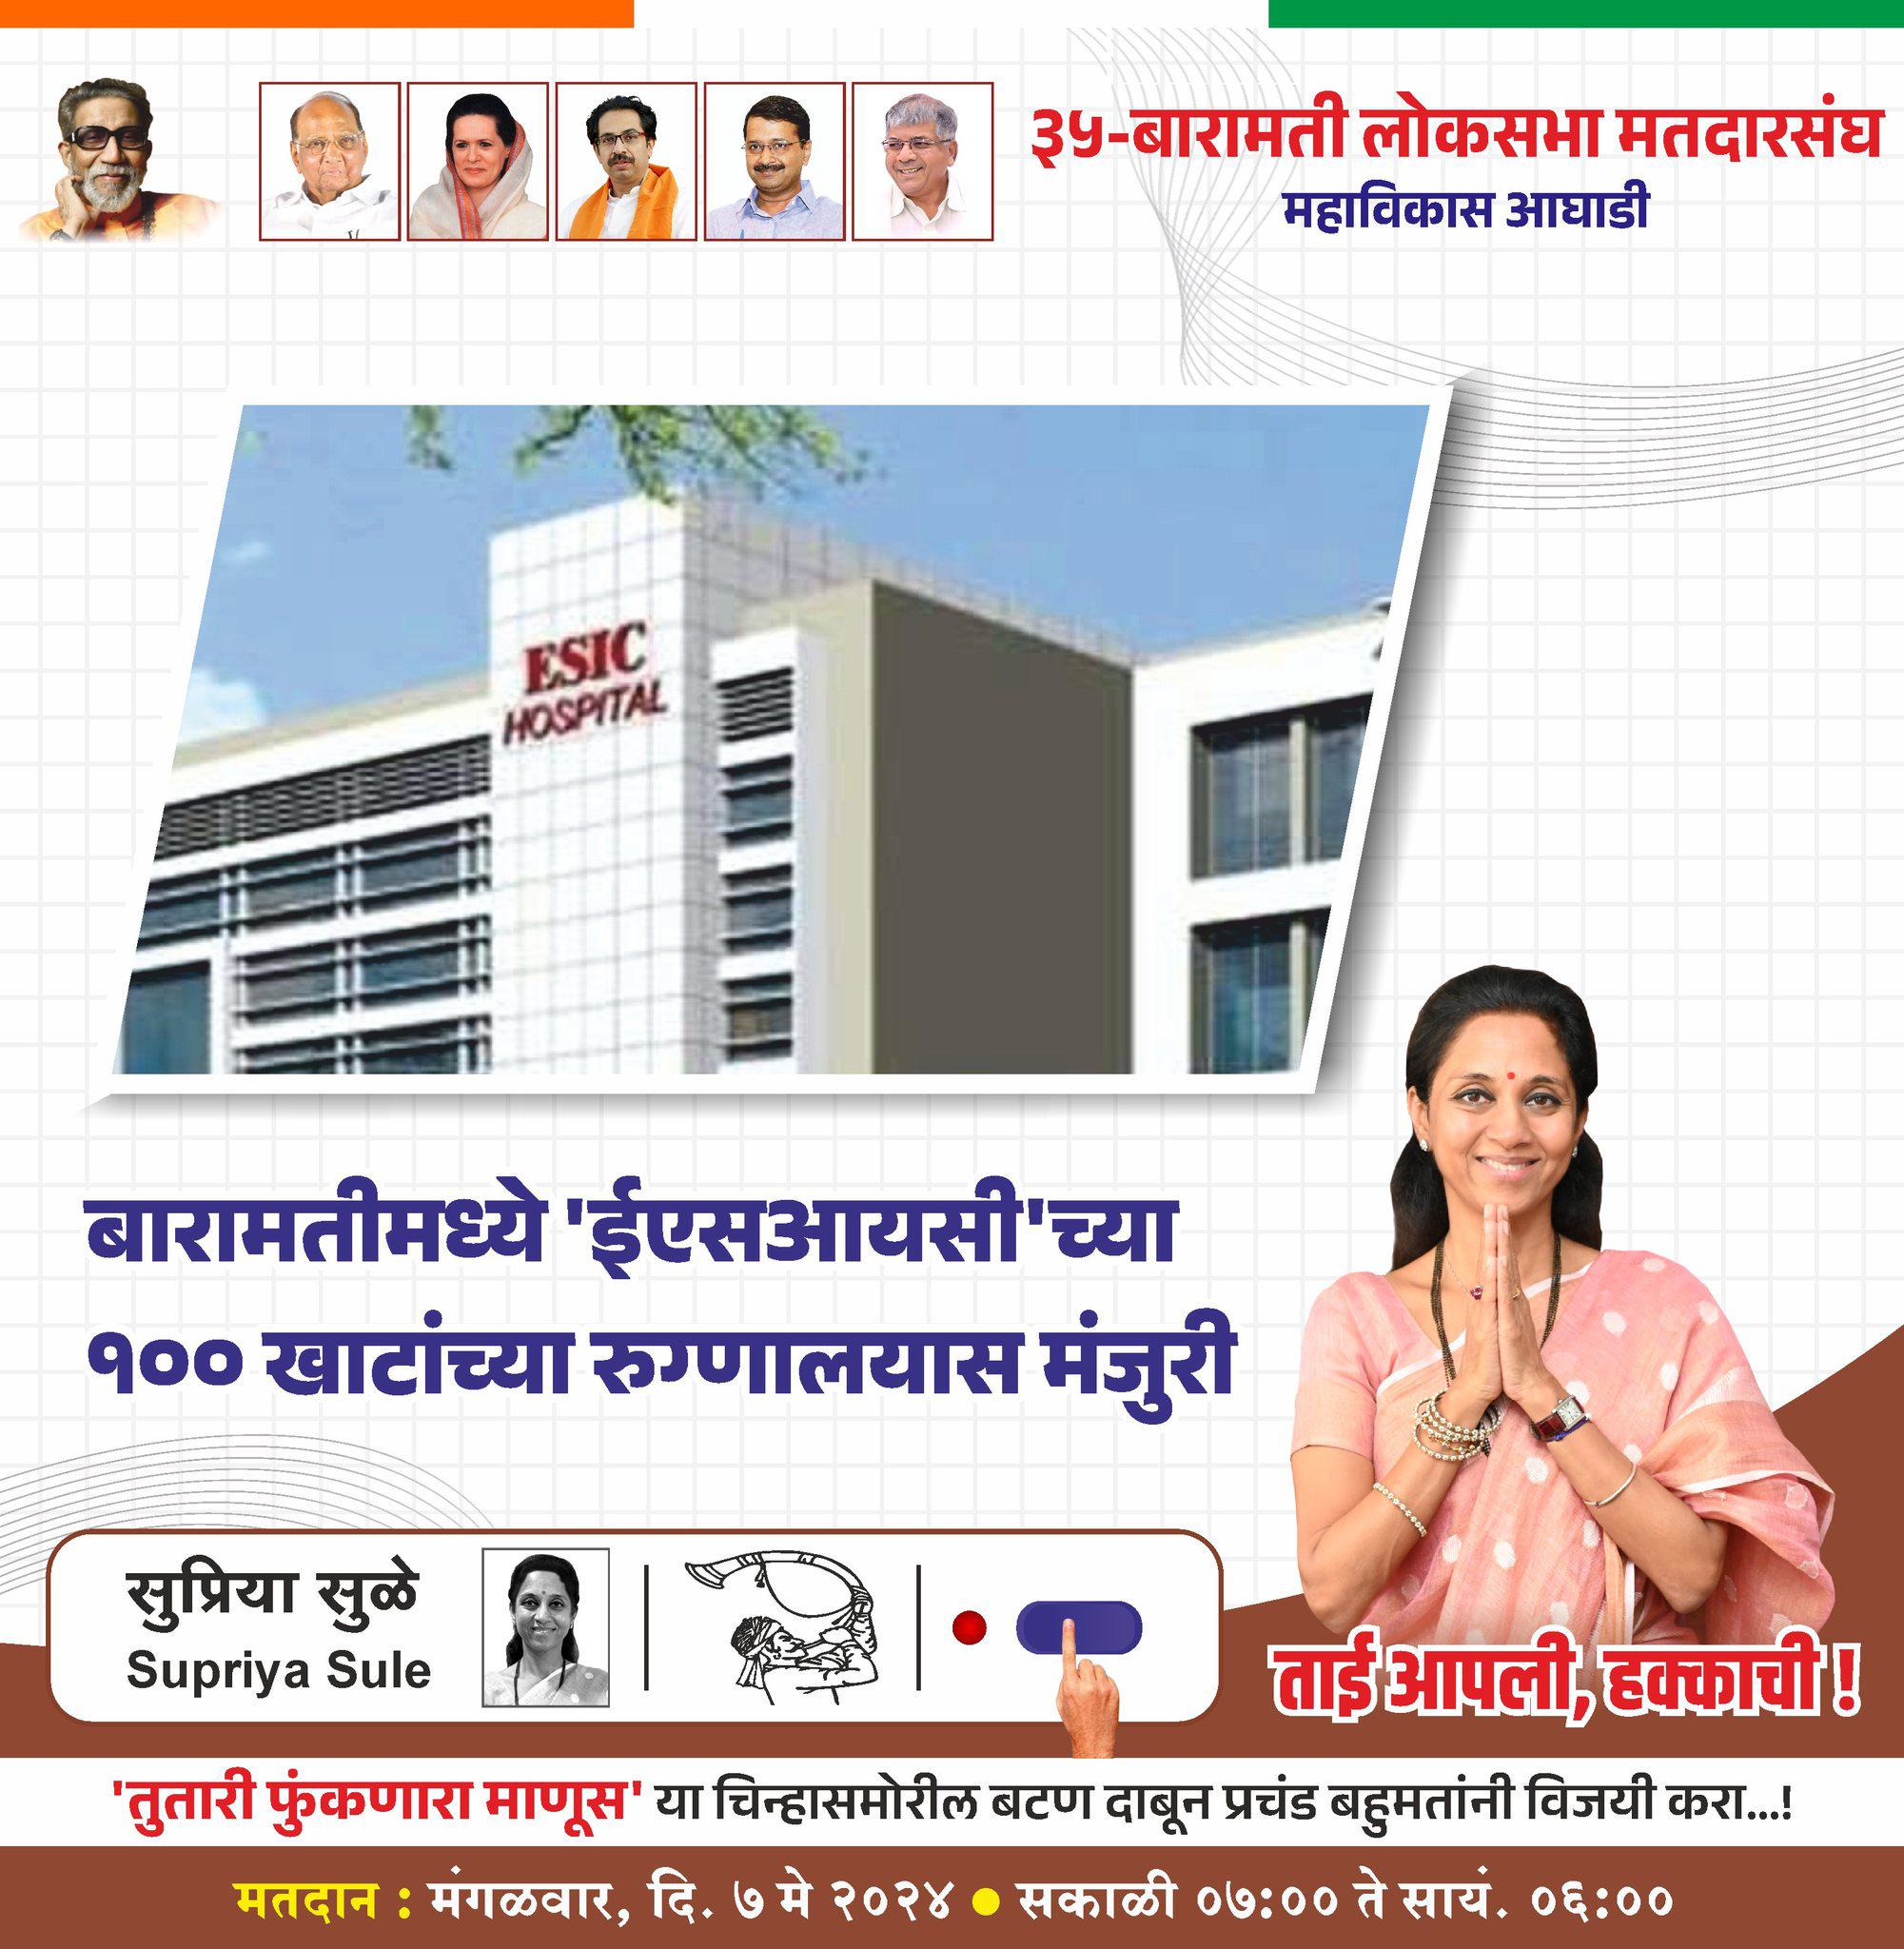 ३५-बारामती लोकसभा मतदारसंघ
महाविकास आघाडी
ESIC
HOSPITAL
बारामतीमध्ये 'ईएसआयसी'च्या
१०० खाटांच्या रुग्णालयास मंजुरी
सुप्रिया सुळे
Supriya Sule
ताई आपली, हक्काची !
'तुतारी फुंकणारा माणूस' या चिन्हासमोरील बटण दाबून प्रचंड बहुमतांनी विजयी करा...!
मतदान : मंगळवार, दि. ७ मे २०२४ ● सकाळी ०७:०० ते सायं. ०६:००